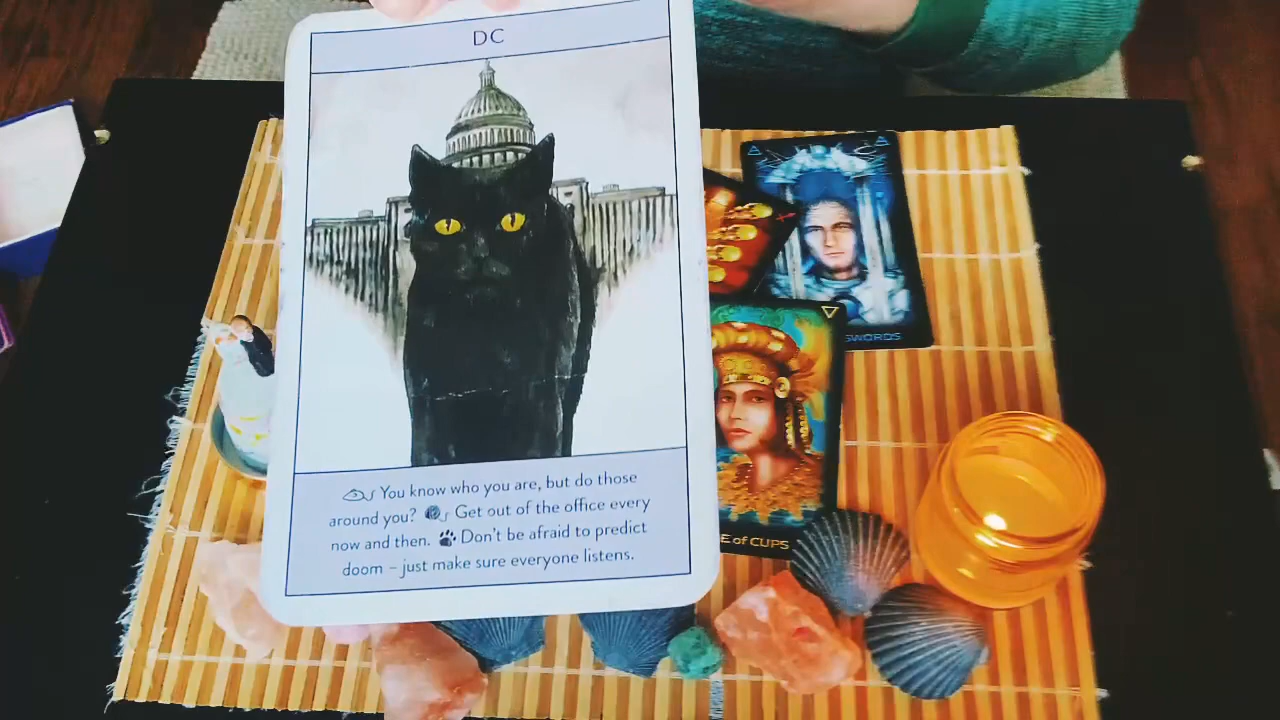 DC
You know who you are, but do those
around you? Get out of the office every
now and then. Don't be afraid to predict
doom – just make sure everyone listens.
SWORDS
E of CUPS